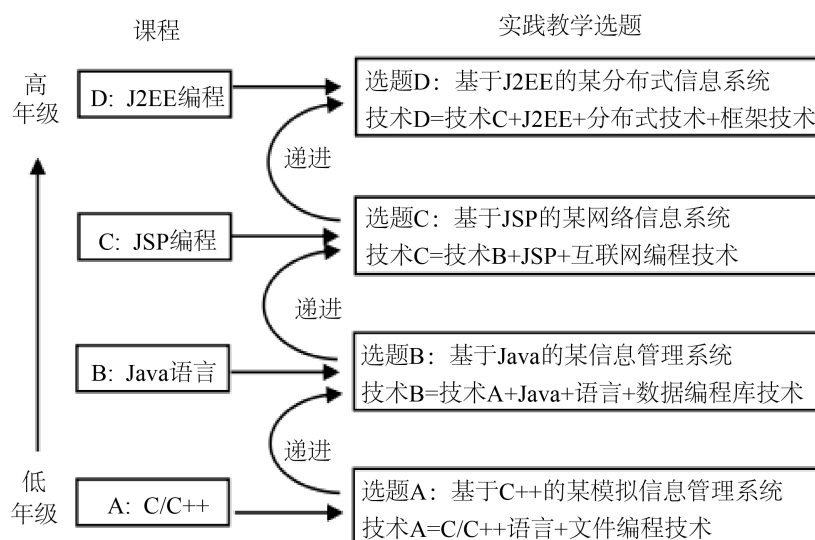 课程
实践教学选题
高
年级
D: J2EE编程
选题D：基于J2EE的某分布式信息系统
技术D=技术C+J2EE+分布式技术+框架技术
递进
C: JSP编程
选题C：基于JSP的某网络信息系统
技术C=技术B+JSP+互联网编程技术
递进
B: Java语言
选题B：基于Java的某信息管理系统
技术B=技术A+Java+语言+数据编程库技术
递进
低
年级
A: C/C++
选题A：基于C++的某模拟信息管理系统
技术A=C/C++语言+文件编程技术